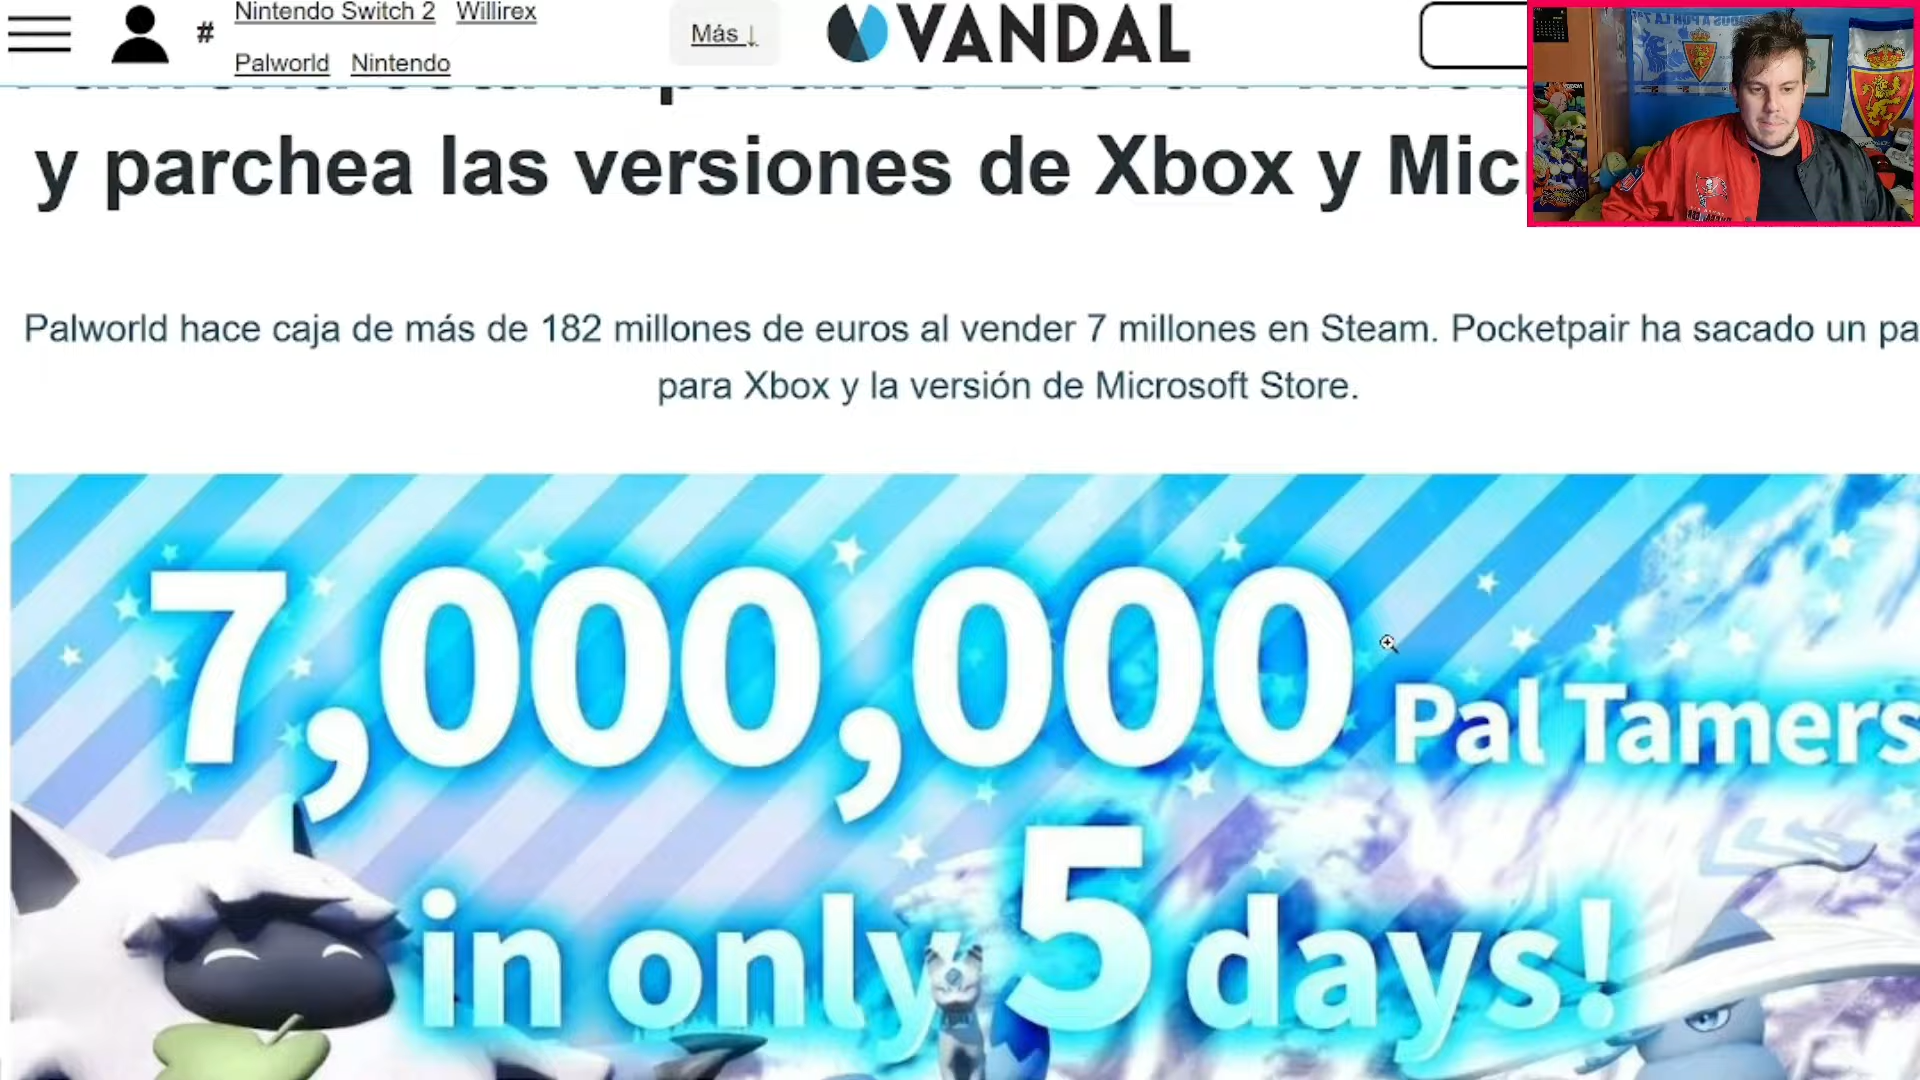 Nintendo Switch 2 Willirex
#
Palworld Nintendo
Más ↓
VANDAL
y parchea las versiones de Xbox y Mic
Palworld hace caja de más de 182 millones de euros al vender 7 millones en Steam. Pocketpair ha sacado un pa
para Xbox y la versión de Microsoft Store.
7,000,000 Pal Tamers
in only 5 days!